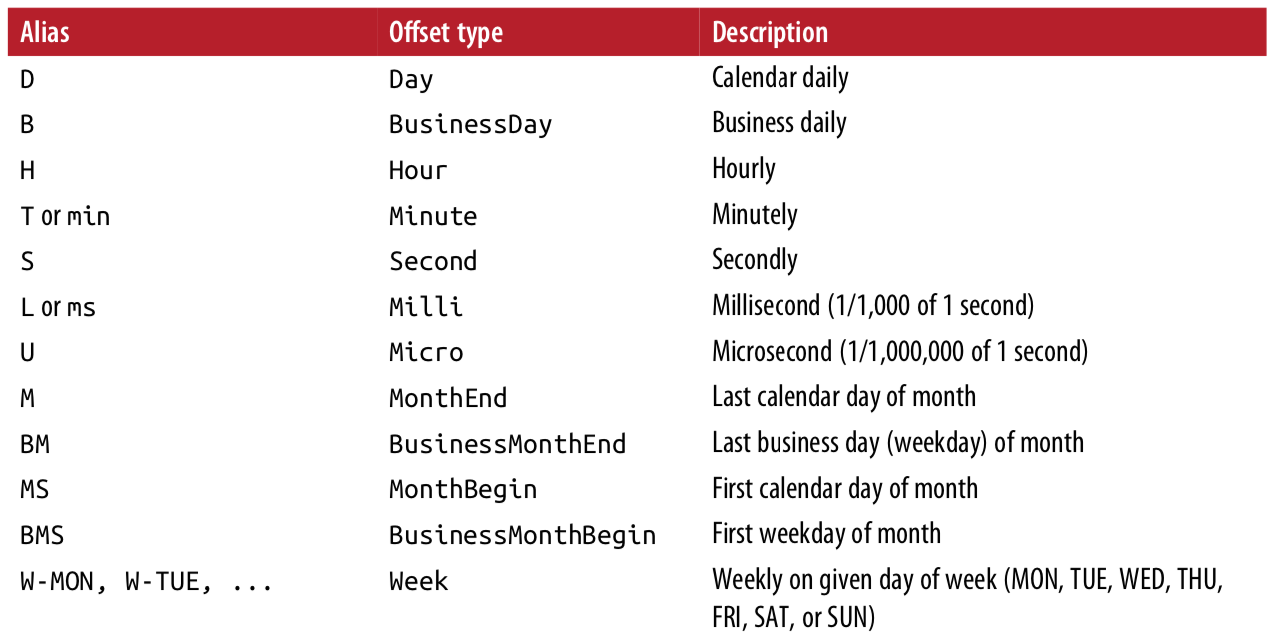 Alias Offset type Description
D Day Calendar daily
B BusinessDay Business daily
H Hour Hourly
T or min Minute Minutely
S Second Secondly
L or ms Milli Millisecond (1/1,000 of 1 second)
U Micro Microsecond (1/1,000,000 of 1 second)
M MonthEnd Last calendar day of month
BM BusinessMonthEnd Last business day (weekday) of month
MS MonthBegin First calendar day of month
BMS BusinessMonthBegin First weekday of month
W-MON, W-TUE, ... Week Weekly on given day of week (MON, TUE, WED, THU,
FRI, SAT, or SUN)